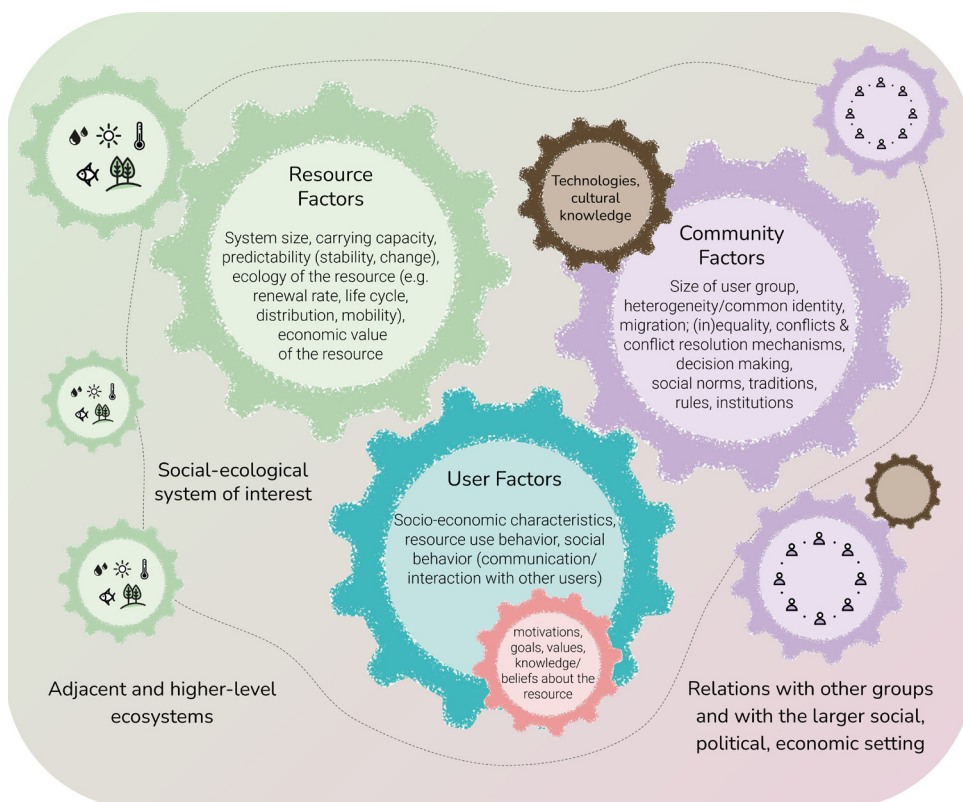 Resource
Factors
System size, carrying capacity,
predictability (stability, change),
ecology of the resource (e.g.
renewal rate, life cycle,
distribution, mobility),
economic value
of the resource
Technologies,
cultural
knowledge
Community
Factors
Size of user group,
heterogeneity/common identity,
migration; (in)equality, conflicts &
conflict resolution mechanisms,
decision making,
social norms, traditions,
rules, institutions
Social-ecological
system of interest
User Factors
Socio-economic characteristics,
resource use behavior, social
behavior (communication/
interaction with other users)
motivations,
goals, values,
knowledge/
beliefs about the
resource
Adjacent and higher-level
ecosystems
Relations with other groups
and with the larger social,
political, economic setting